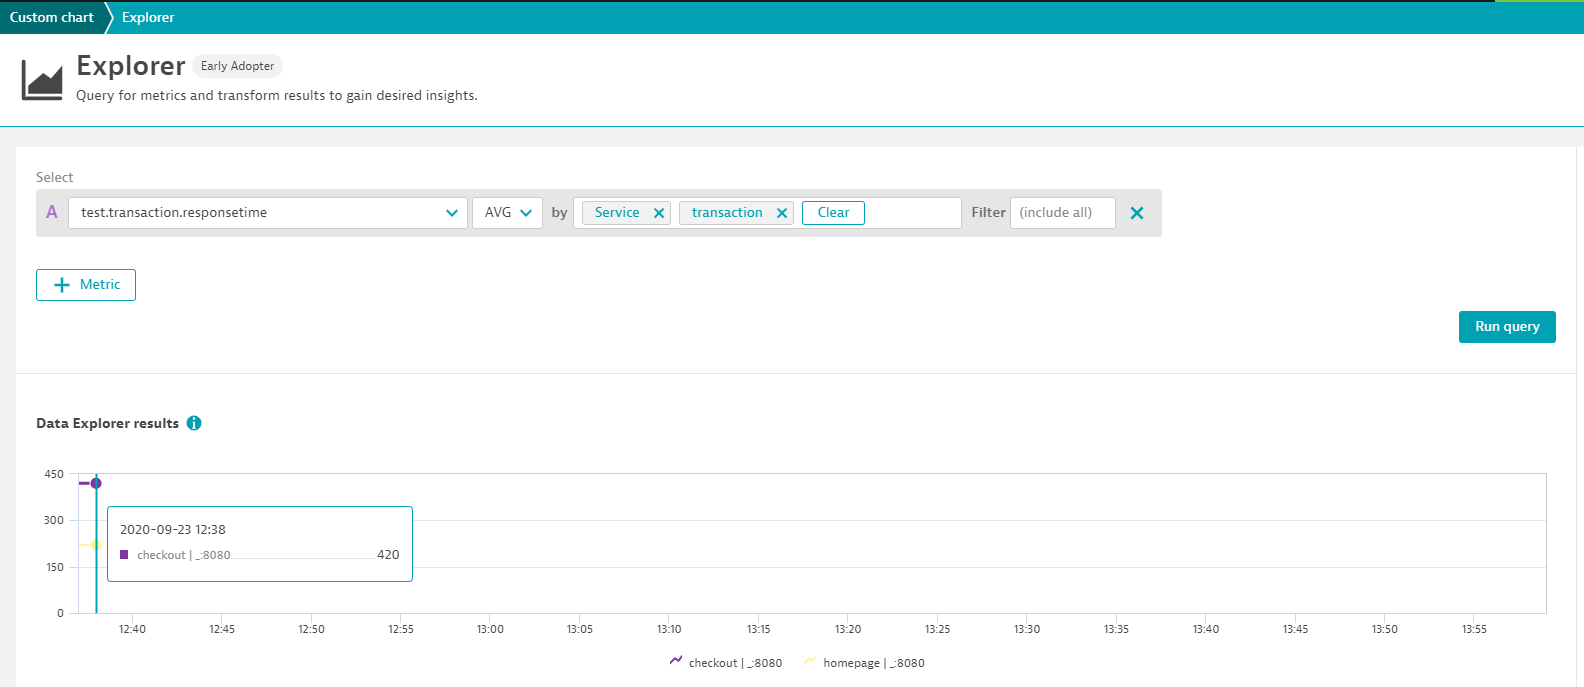 Custom chart Explorer
Explorer Early Adopter
Query for metrics and transform results to gain desired insights.
Select
A test.transaction.responsetime AVG by Service transaction Clear Filter (include all)
Metric
Run query
Data Explorer results
450
300
150
0
2020-09-23 12:38
checkout | _:8080 420
12:40 12:45 12:50 12:55 13:00 13:05 13:10 13:15 13:20 13:25 13:30 13:35 13:40 13:45 13:50 13:55
checkout | _:8080 homepage | _:8080